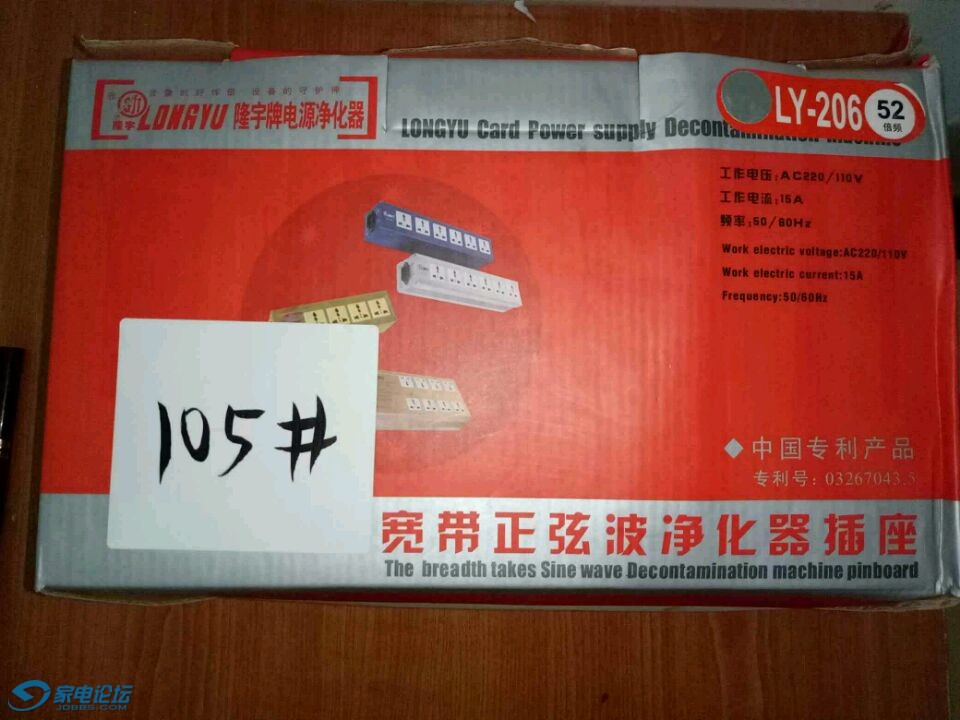 LONGYU 隆宇牌电源净化器
隆宇
LONGYU Card Power supply Decontamination machine
LY-206
52
倍频
工作电压:AC220/110V
工作电流:15A
频率:50/60Hz
Work electric voltage:AC220/110V
Work electric current:15A
Frequency:50/60Hz
105#
◆中国专利产品
专利号:03267043.5
宽带正弦波净化器插座
The breadth takes Sine wave Decontamination machine pinboard
家电论坛
JDBBS.COM